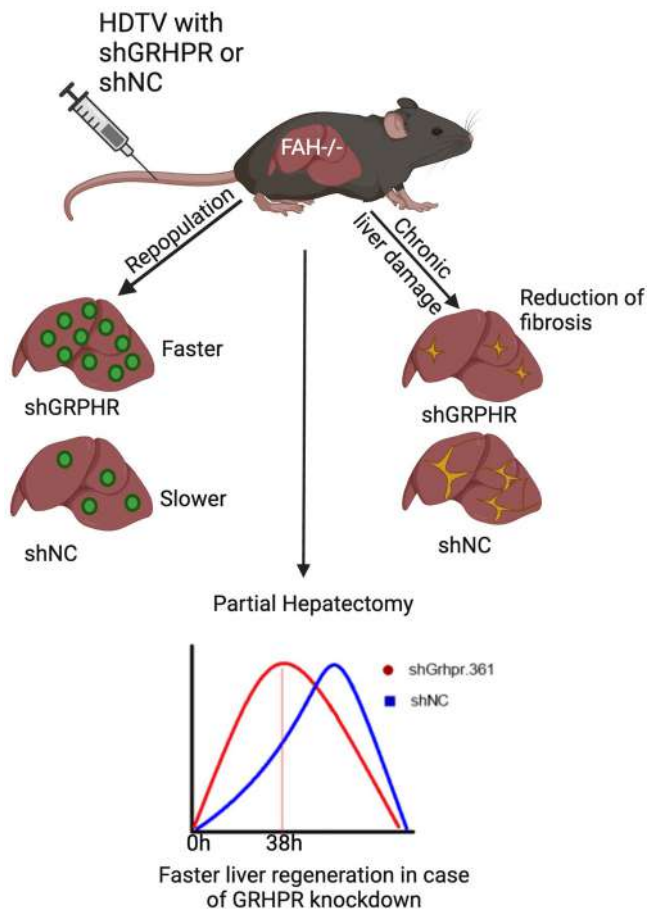 HDTV with
shGRHPR or
shNC
FAH-/-
Repopulation
Chronic
liver damage
Faster
shGRPHR
Slower
shNC
Reduction of
fibrosis
shGRPHR
shNC
Partial Hepatectomy
shGrhpr.361
shNC
0h
38h
Faster liver regeneration in case
of GRHPR knockdown